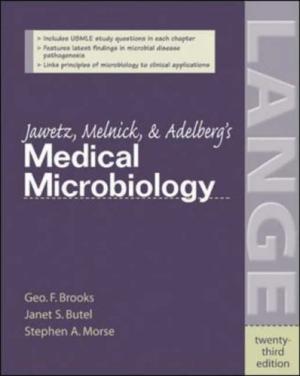 > Includes USMLE study questions in each chapter
> Features latest findings in microbial disease
pathogenesis
> Links principles of microbiology to clinical applications
LANGE
Jawetz, Melnick, & Adelberg's
Medical
Microbiology
Geo. F. Brooks
Janet S. Butel
Stephen A. Morse
twenty-
third
edition